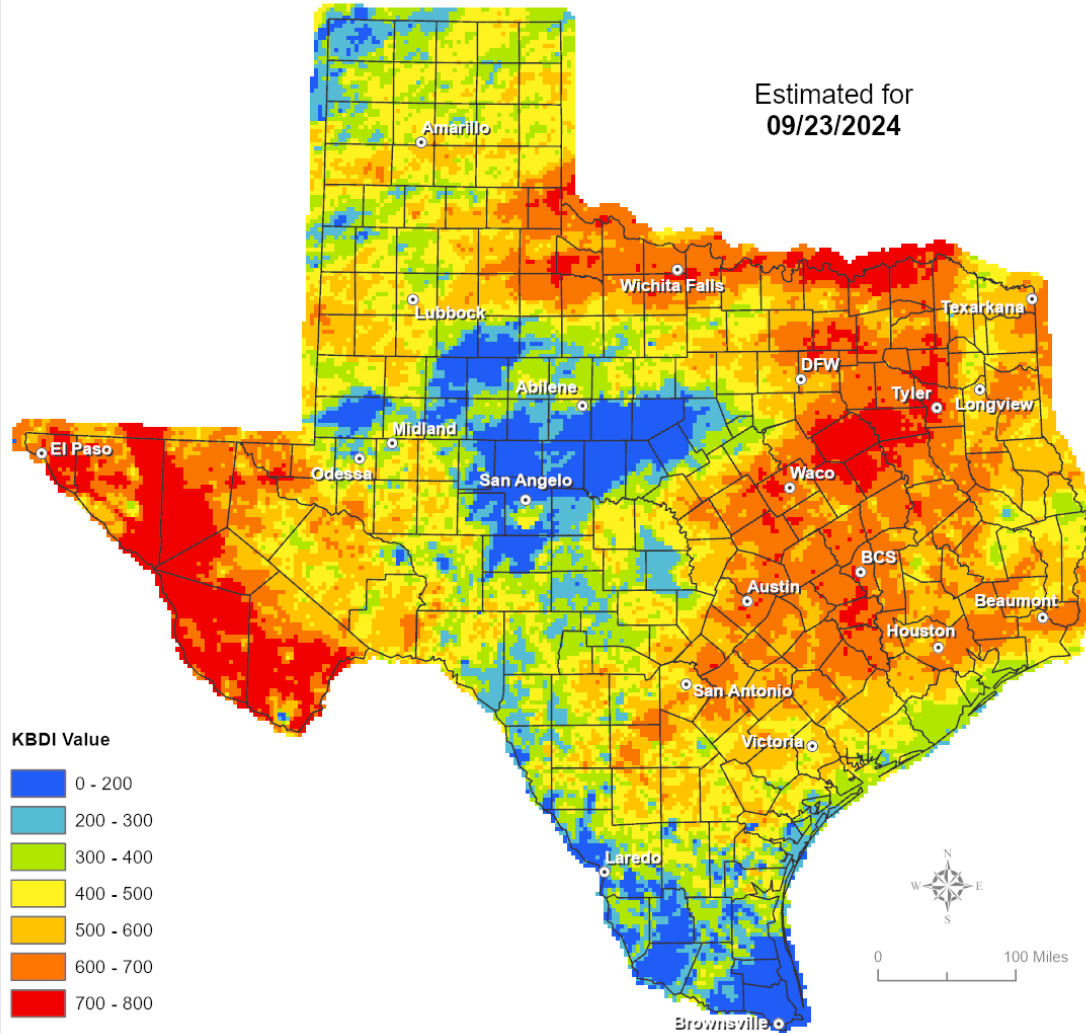 Estimated for
09/23/2024
Amarillo
Wichita Falls
Lubbock
Texarkana
DFW
Abilene
Tyler
Longview
Midland
El Paso
Odessa
San Angelo
Waco
BCS
Austin
Beaumont
Houston
San Antonio
Victoria
Laredo
Brownsville
KBDI Value
0 - 200
200 - 300
300 - 400
400 - 500
500 - 600
600 - 700
700 - 800
N
W E
S
0 100 Miles